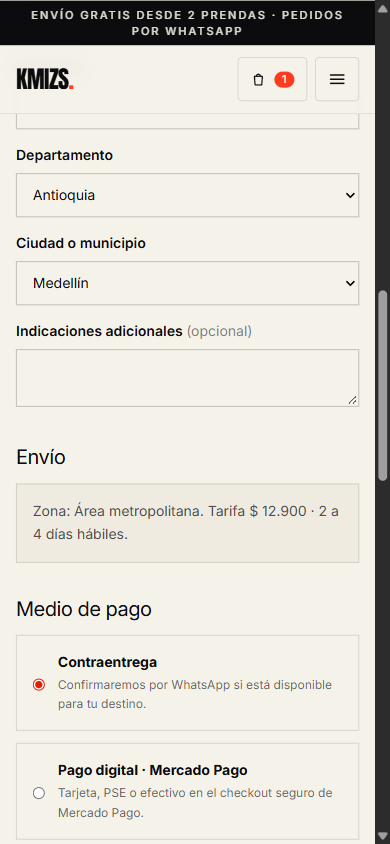 ENVÍO GRATIS DESDE 2 PRENDAS · PEDIDOS
POR WHATSAPP
KMIZS.
1
Departamento
Antioquia
Ciudad o municipio
Medellín
Indicaciones adicionales (opcional)
Envío
Zona: Área metropolitana. Tarifa $ 12.900 · 2 a
4 días hábiles.
Medio de pago
Contraentrega
Confirmaremos por WhatsApp si está disponible
para tu destino.
Pago digital · Mercado Pago
Tarjeta, PSE o efectivo en el checkout seguro de
Mercado Pago.